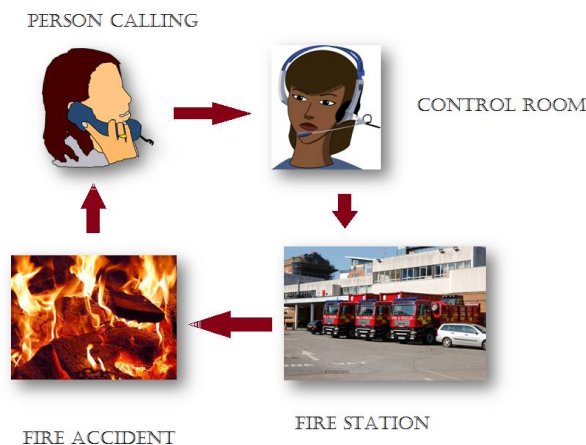 PERSON CALLING
CONTROL ROOM
FIRE STATION
FIRE ACCIDENT